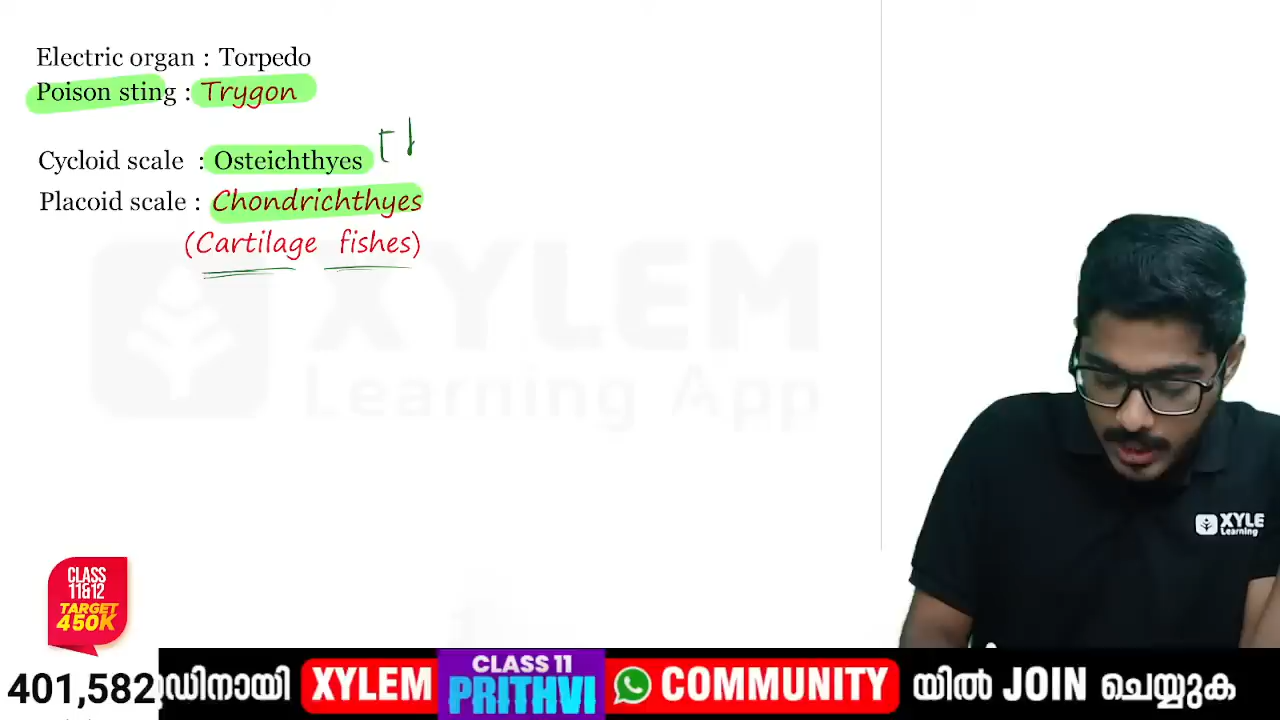 Electric organ : Torpedo
Poison sting : Trygon
Cycloid scale : Osteichthyes
Placoid scale : Chondrichthyes
(Cartilage fishes)
XYLEM
Learning App
XYLE
Learning
CLASS
11&12
TARGET
450K
401,582
ഡിനായി XYLEM CLASS 11 PRITHVI COMMUNITY യിൽ JOIN ചെയ്യുക